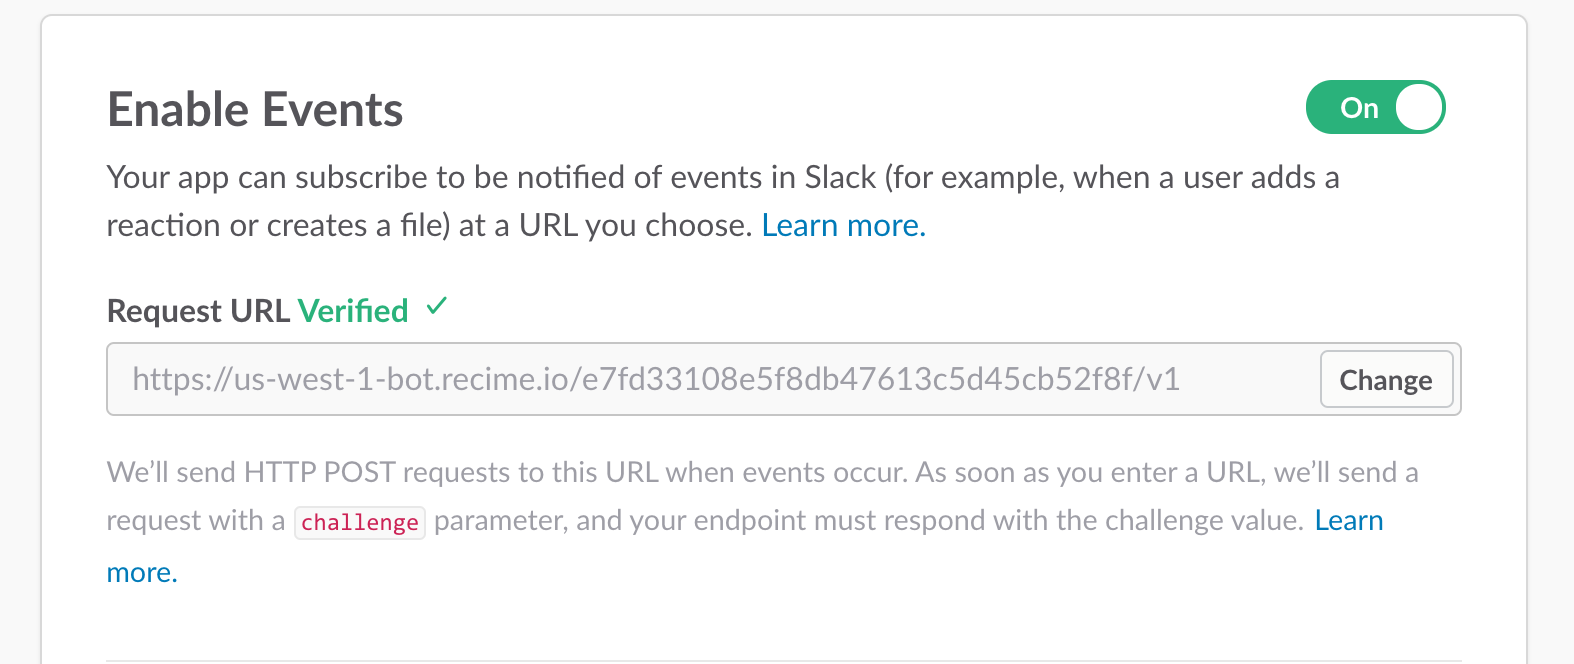 Enable Events
On
Your app can subscribe to be notified of events in Slack (for example, when a user adds a
reaction or creates a file) at a URL you choose. Learn more.
Request URL Verified ✓
https://us-west-1-bot.recime.io/e7fd33108e5f8db47613c5d45cb52f8f/v1
Change
We’ll send HTTP POST requests to this URL when events occur. As soon as you enter a URL, we’ll send a
request with a challenge parameter, and your endpoint must respond with the challenge value. Learn
more.